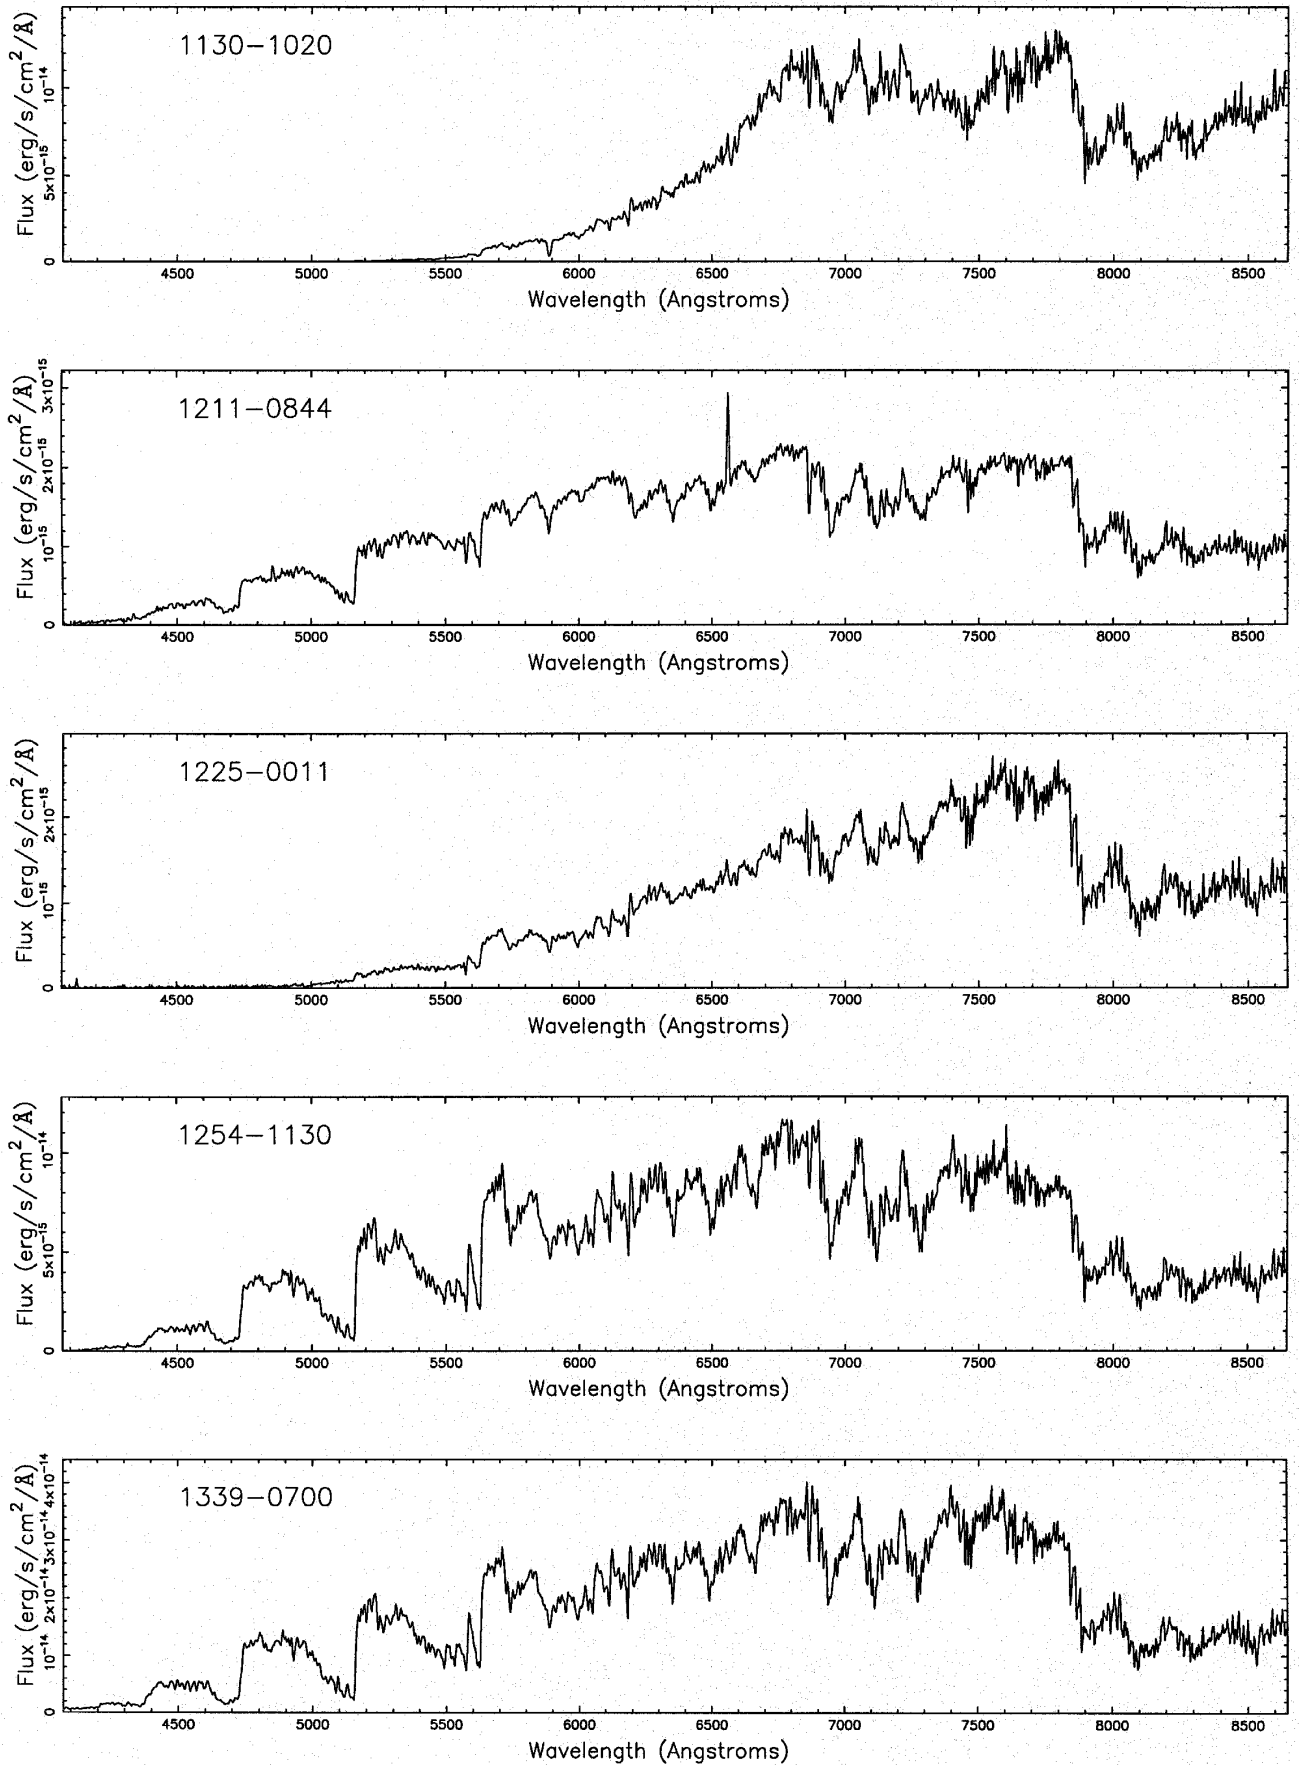 1130−1020
Flux (erg/s/cm²/Å)
0 5×10⁻¹⁵ 10⁻¹⁴
4500 5000 5500 6000 6500 7000 7500 8000 8500
Wavelength (Angstroms)
1211−0844
Flux (erg/s/cm²/Å)
0 10⁻¹⁵ 2×10⁻¹⁵ 3×10⁻¹⁵
4500 5000 5500 6000 6500 7000 7500 8000 8500
Wavelength (Angstroms)
1225−0011
Flux (erg/s/cm²/Å)
0 10⁻¹⁵ 2×10⁻¹⁵
4500 5000 5500 6000 6500 7000 7500 8000 8500
Wavelength (Angstroms)
1254−1130
Flux (erg/s/cm²/Å)
0 5×10⁻¹⁵ 10⁻¹⁴
4500 5000 5500 6000 6500 7000 7500 8000 8500
Wavelength (Angstroms)
1339−0700
Flux (erg/s/cm²/Å)
0 10⁻¹⁴ 2×10⁻¹⁴ 3×10⁻¹⁴ 4×10⁻¹⁴
4500 5000 5500 6000 6500 7000 7500 8000 8500
Wavelength (Angstroms)